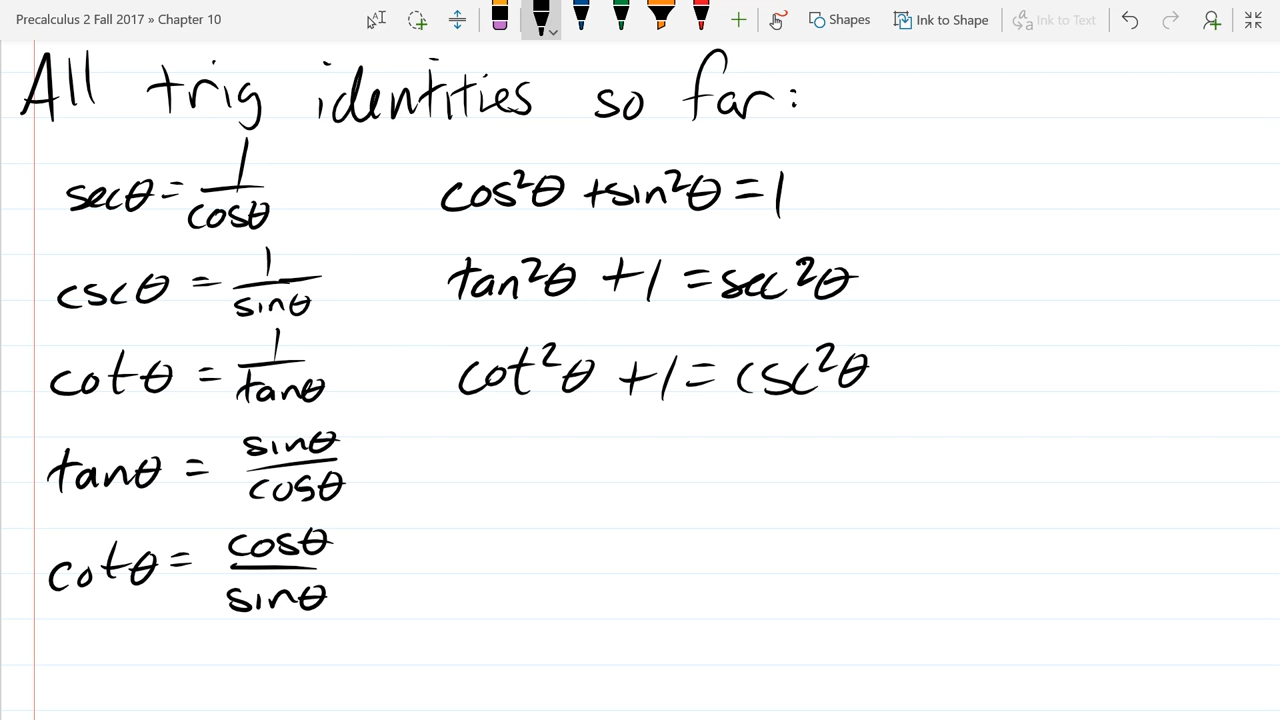 Precalculus 2 Fall 2017 » Chapter 10
Shapes
Ink to Shape
Ink to Text
All trig identities so far:
secθ = 1/cosθ
cscθ = 1/sinθ
cotθ = 1/tanθ
tanθ = sinθ/cosθ
cotθ = cosθ/sinθ
cos²θ + sin²θ = 1
tan²θ + 1 = sec²θ
cot²θ + 1 = csc²θ